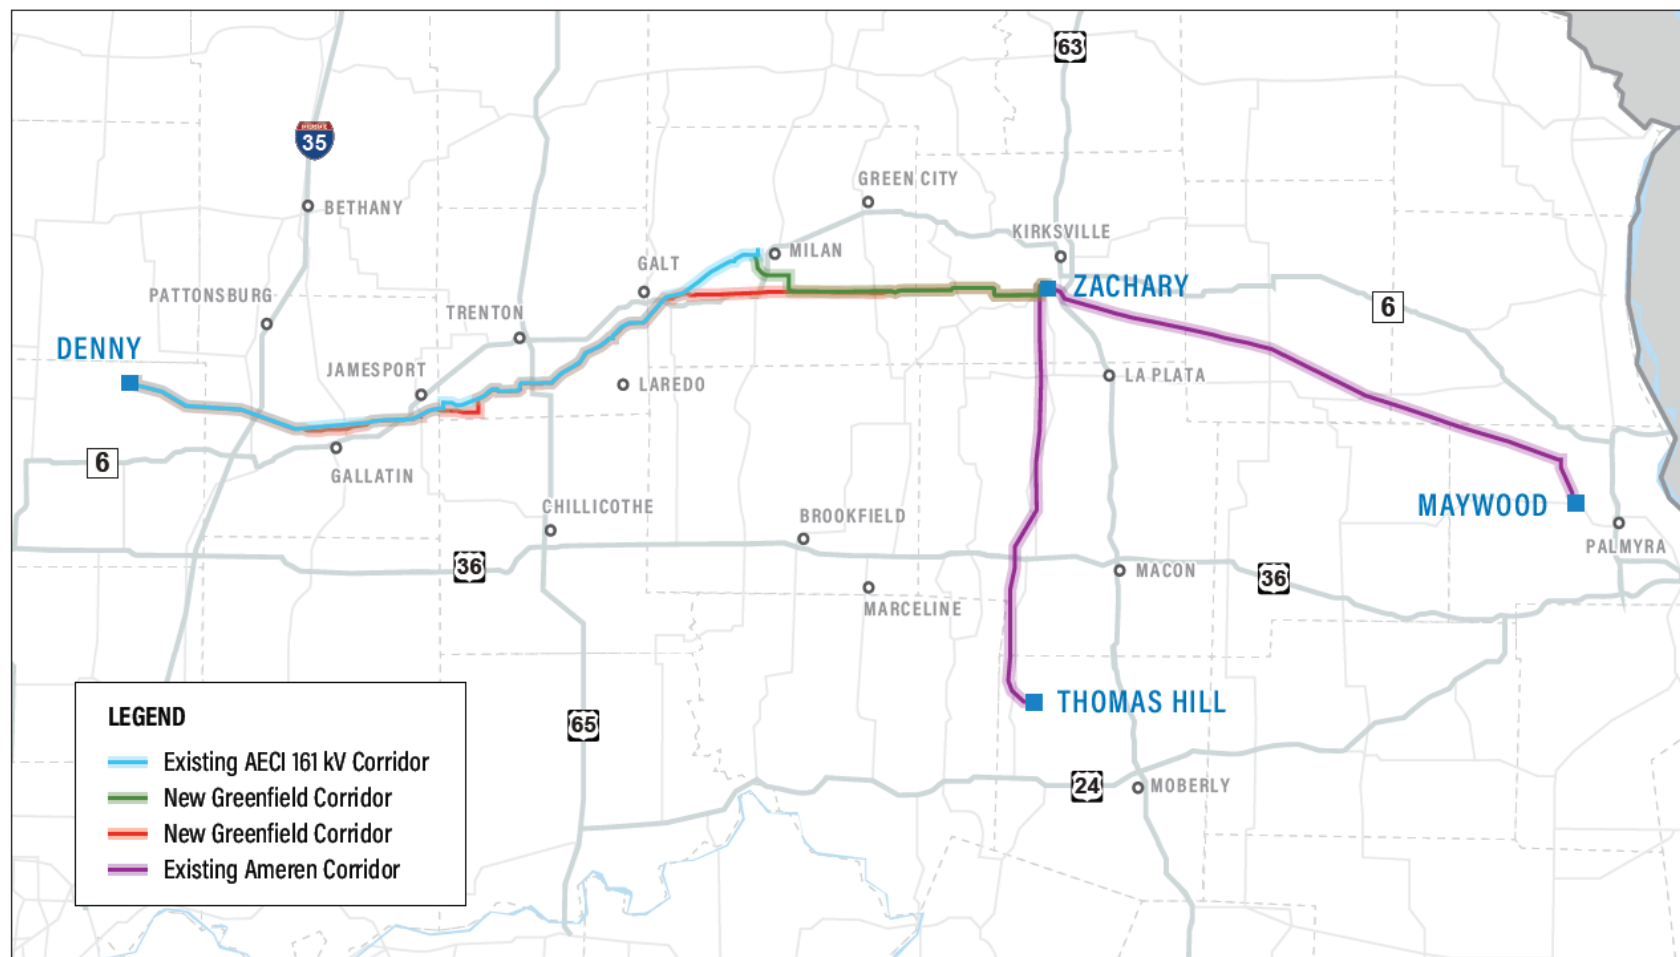 63
INTERSTATE
35
GREEN CITY
BETHANY
KIRKSVILLE
MILAN
GALT
ZACHARY
PATTONSBURG
6
TRENTON
DENNY
JAMESPORT
LA PLATA
LAREDO
6
GALLATIN
CHILLICOTHE
MAYWOOD
BROOKFIELD
PALMYRA
36
MACON
36
MARCELINE
THOMAS HILL
LEGEND
65
Existing AECI 161 kV Corridor
24
MOBERLY
New Greenfield Corridor
New Greenfield Corridor
Existing Ameren Corridor